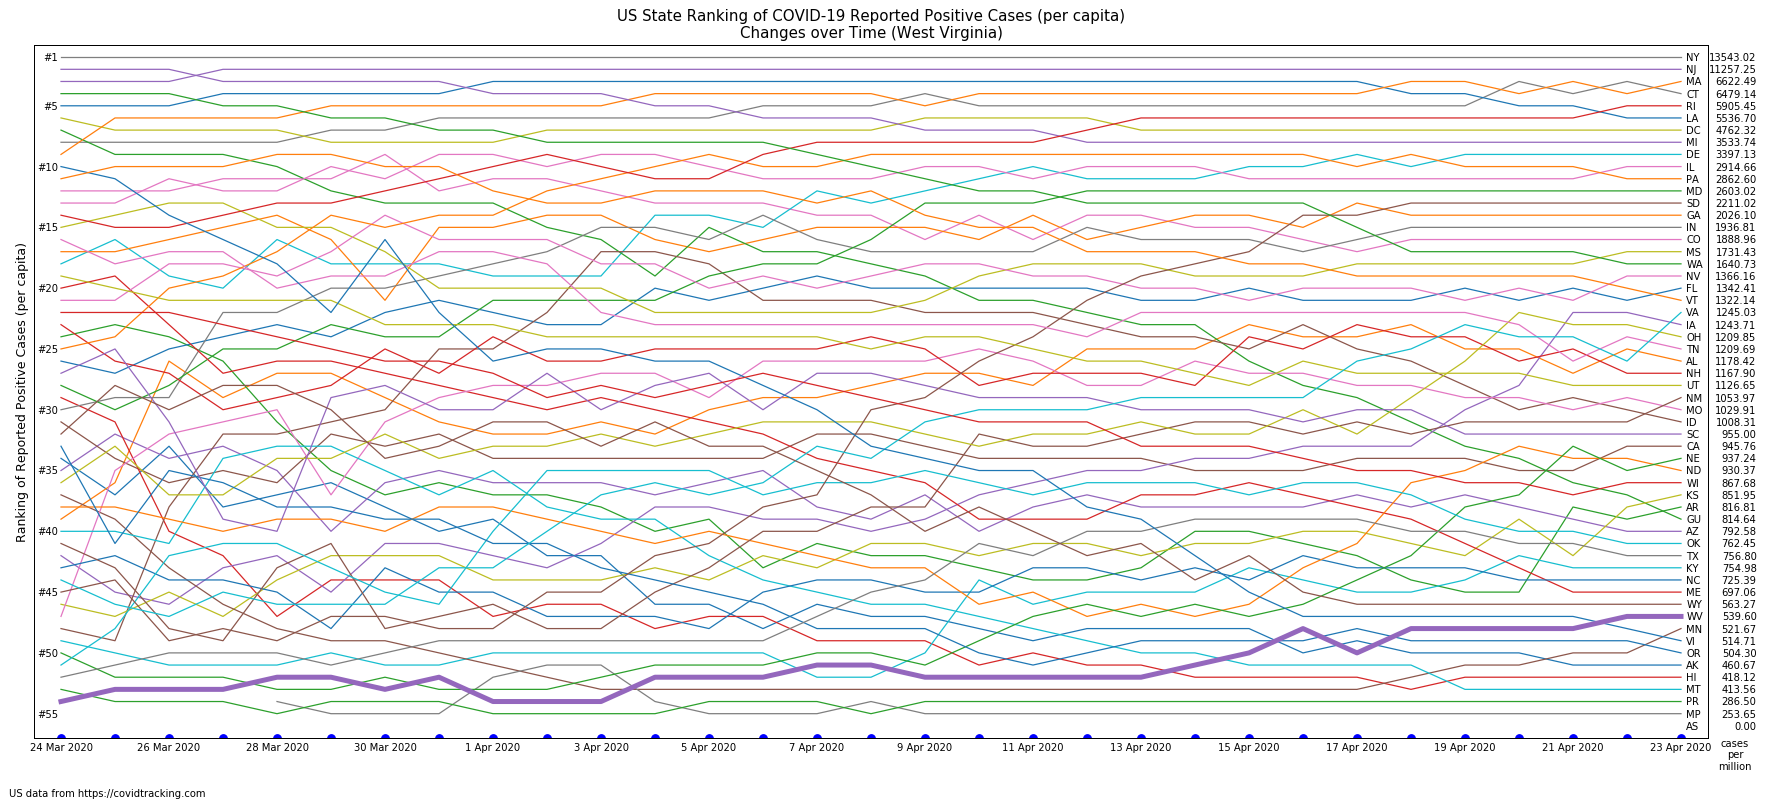 US State Ranking of COVID-19 Reported Positive Cases (per capita)
Changes over Time (West Virginia)
Ranking of Reported Positive Cases (per capita)
#1
#5
#10
#15
#20
#25
#30
#35
#40
#45
#50
#55
NY 13543.02
NJ 11257.25
MA 6622.49
CT 6479.14
RI 5905.45
LA 5536.70
DC 4762.32
MI 3533.74
DE 3397.13
IL 2914.66
PA 2862.60
MD 2603.02
SD 2211.02
GA 2026.10
IN 1936.81
CO 1888.96
MS 1731.43
WA 1640.73
NV 1366.16
FL 1342.41
VT 1322.14
VA 1245.03
IA 1243.71
OH 1209.85
TN 1209.69
AL 1178.42
NH 1167.90
UT 1126.65
NM 1053.97
MO 1029.91
ID 1008.31
SC 955.00
CA 945.76
NE 937.24
ND 930.37
WI 867.68
KS 851.95
AR 816.81
GU 814.64
AZ 792.58
OK 762.45
TX 756.80
KY 754.98
NC 725.39
ME 697.06
WY 563.27
WV 539.60
MN 521.67
VI 514.71
OR 504.30
AK 460.67
HI 418.12
MT 413.56
PR 286.50
MP 253.65
AS 0.00
24 Mar 2020 26 Mar 2020 28 Mar 2020 30 Mar 2020 1 Apr 2020 3 Apr 2020 5 Apr 2020 7 Apr 2020 9 Apr 2020 11 Apr 2020 13 Apr 2020 15 Apr 2020 17 Apr 2020 19 Apr 2020 21 Apr 2020 23 Apr 2020
cases
per
million
US data from https://covidtracking.com